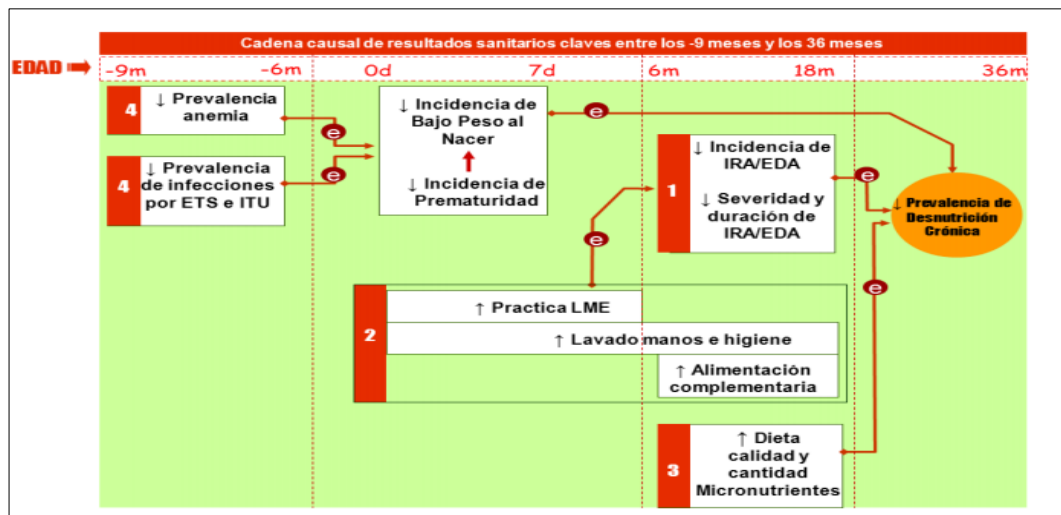 Cadena causal de resultados sanitarios claves entre los -9 meses y los 36 meses
EDAD
-9m -6m 0d 7d 6m 18m 36m
4
↓ Prevalencia
anemia
4
↓ Prevalencia
de infecciones
por ETS e ITU
e
e
↓ Incidencia de
Bajo Peso al
Nacer
↓ Incidencia de
Prematuridad
e
1
↓ Incidencia de
IRA/EDA
↓ Severidad y
duración de
IRA/EDA
e
e
↓ Prevalencia de
Desnutrición
Crónica
e
2
↑ Practica LME
↑ Lavado manos e higiene
↑ Alimentación
complementaria
3
↑ Dieta
calidad y
cantidad
Micronutrientes